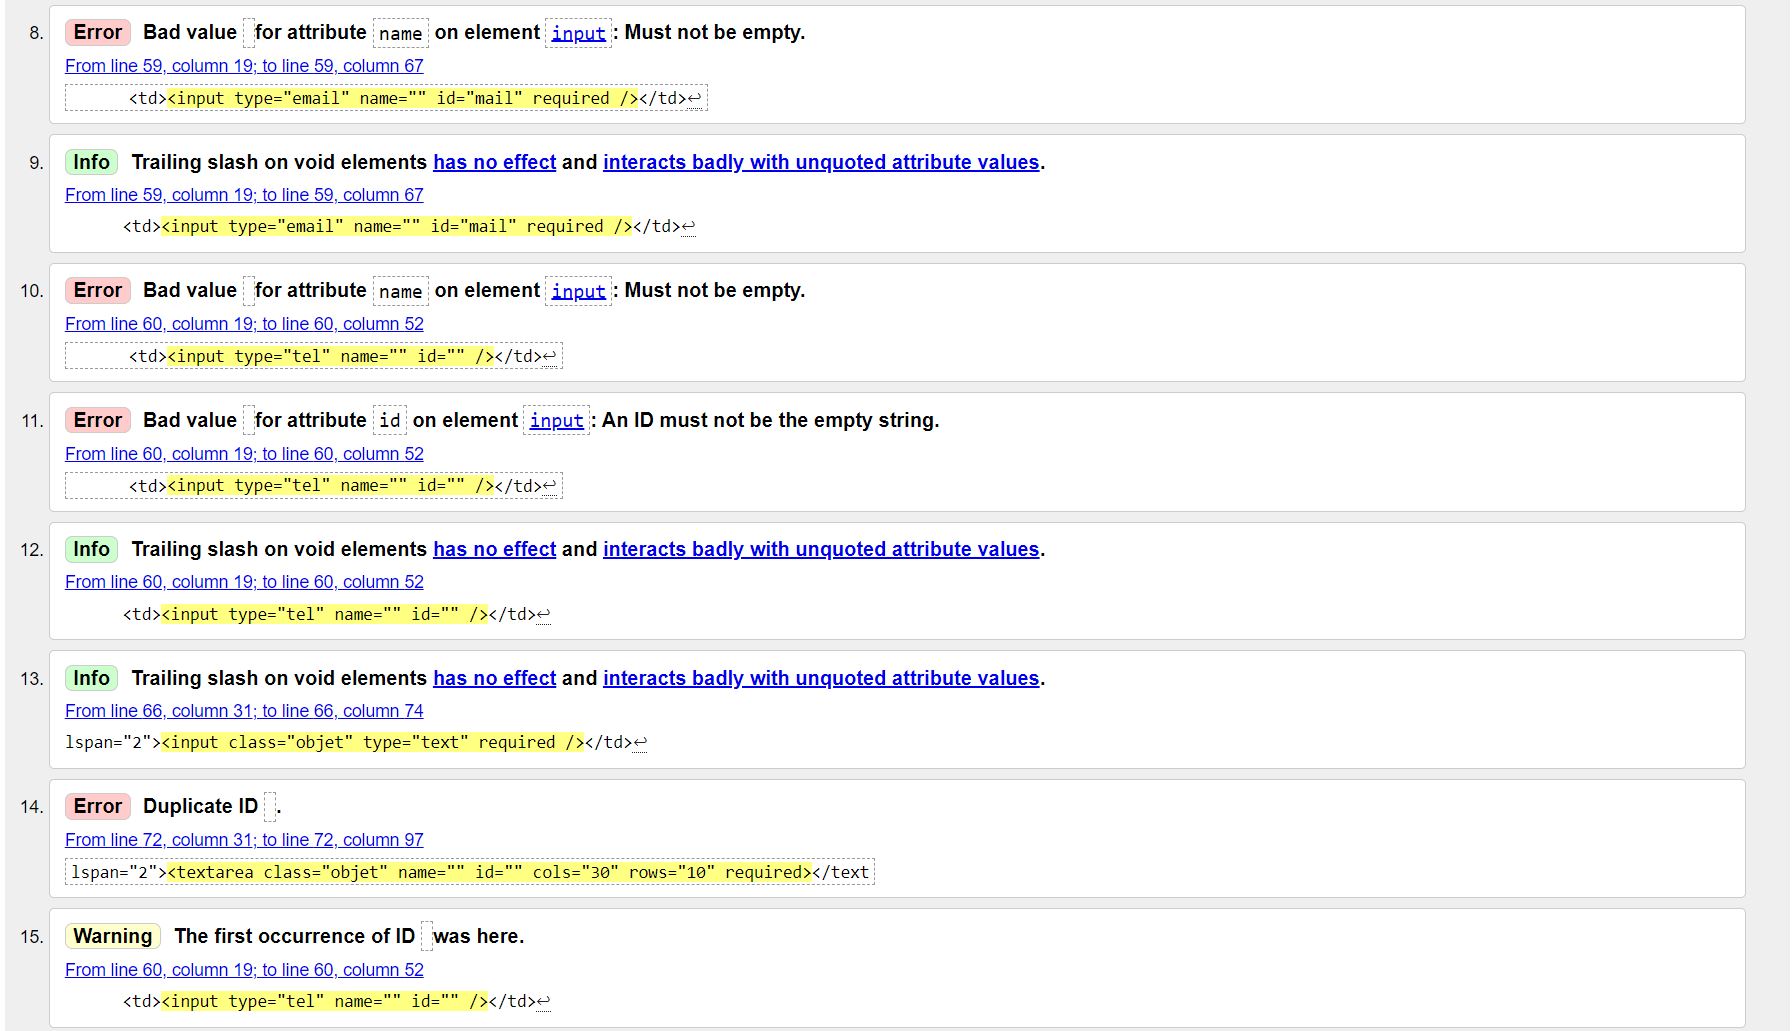 8. Error Bad value for attribute name on element input: Must not be empty.
From line 59, column 19; to line 59, column 67
<td><input type="email" name="" id="mail" required /></td>↩
9. Info Trailing slash on void elements has no effect and interacts badly with unquoted attribute values.
From line 59, column 19; to line 59, column 67
<td><input type="email" name="" id="mail" required /></td>↩
10. Error Bad value for attribute name on element input: Must not be empty.
From line 60, column 19; to line 60, column 52
<td><input type="tel" name="" id="" /></td>↩
11. Error Bad value for attribute id on element input: An ID must not be the empty string.
From line 60, column 19; to line 60, column 52
<td><input type="tel" name="" id="" /></td>↩
12. Info Trailing slash on void elements has no effect and interacts badly with unquoted attribute values.
From line 60, column 19; to line 60, column 52
<td><input type="tel" name="" id="" /></td>↩
13. Info Trailing slash on void elements has no effect and interacts badly with unquoted attribute values.
From line 66, column 31; to line 66, column 74
lspan="2"><input class="objet" type="text" required /></td>↩
14. Error Duplicate ID .
From line 72, column 31; to line 72, column 97
lspan="2"><textarea class="objet" name="" id="" cols="30" rows="10" required></text
15. Warning The first occurrence of ID was here.
From line 60, column 19; to line 60, column 52
<td><input type="tel" name="" id="" /></td>↩